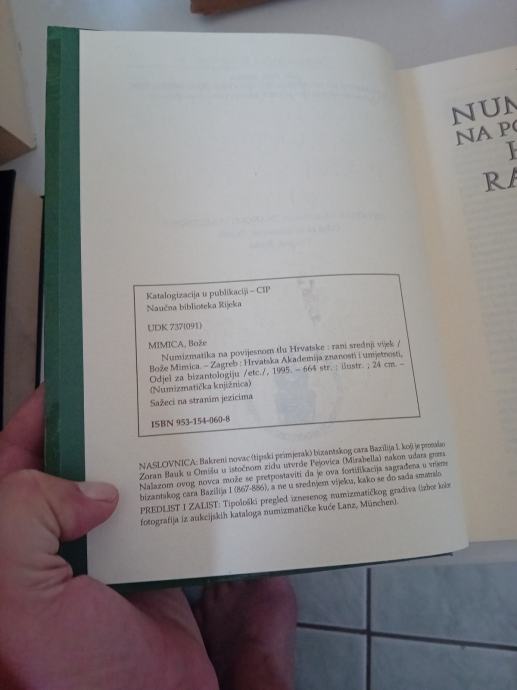 Katalogizacija u publikaciji – CIP
Naučna biblioteka Rijeka
UDK 737(091)
MIMICA, Bože
Numizmatika na povijesnom tlu Hrvatske : rani srednji vijek /
Bože Mimica. – Zagreb : Hrvatska Akademija znanosti i umjetnosti,
Odjel za bizantologiju /etc./, 1995. – 664 str. ; ilustr. ; 24 cm. –
(Numizmatička knjižnica)
Sažeci na stranim jezicima
ISBN 953-154-060-8
NASLOVNICA: Bakreni novac (tipski primjerak) bizantskog cara Bazilija I. koji je pronašao
Zoran Bauk u Omišu u istočnom zidu utvrde Pejovica (Mirabella) nakon udara groma.
Nalazom ovog novca može se pretpostaviti da je ova fortifikacija sagrađena u vrijeme
bizantskog cara Bazilija I (867-886), a ne u srednjem vijeku, kako se do sada smatralo.
PREDLIST I ZALIST: Tipološki pregled iznesenog numizmatičkog gradiva (izbor kolor
fotografija iz aukcijskih kataloga numizmatičke kuće Lanz, München).
NUM
NA PO
RA